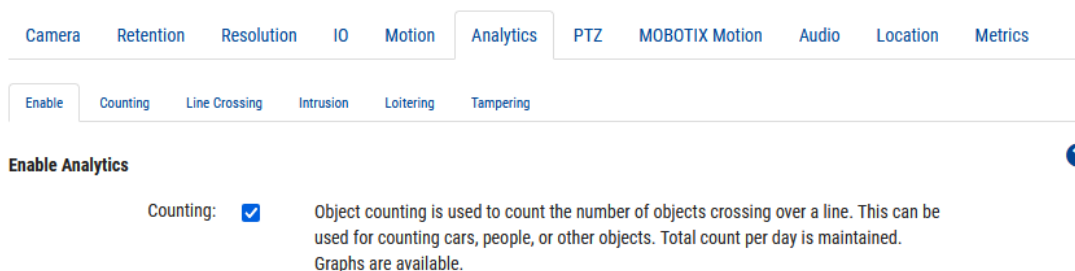 Camera Retention Resolution IO Motion Analytics PTZ MOBOTIX Motion Audio Location Metrics
Enable Counting Line Crossing Intrusion Loitering Tampering
Enable Analytics
Counting: Object counting is used to count the number of objects crossing over a line. This can be
used for counting cars, people, or other objects. Total count per day is maintained.
Graphs are available.